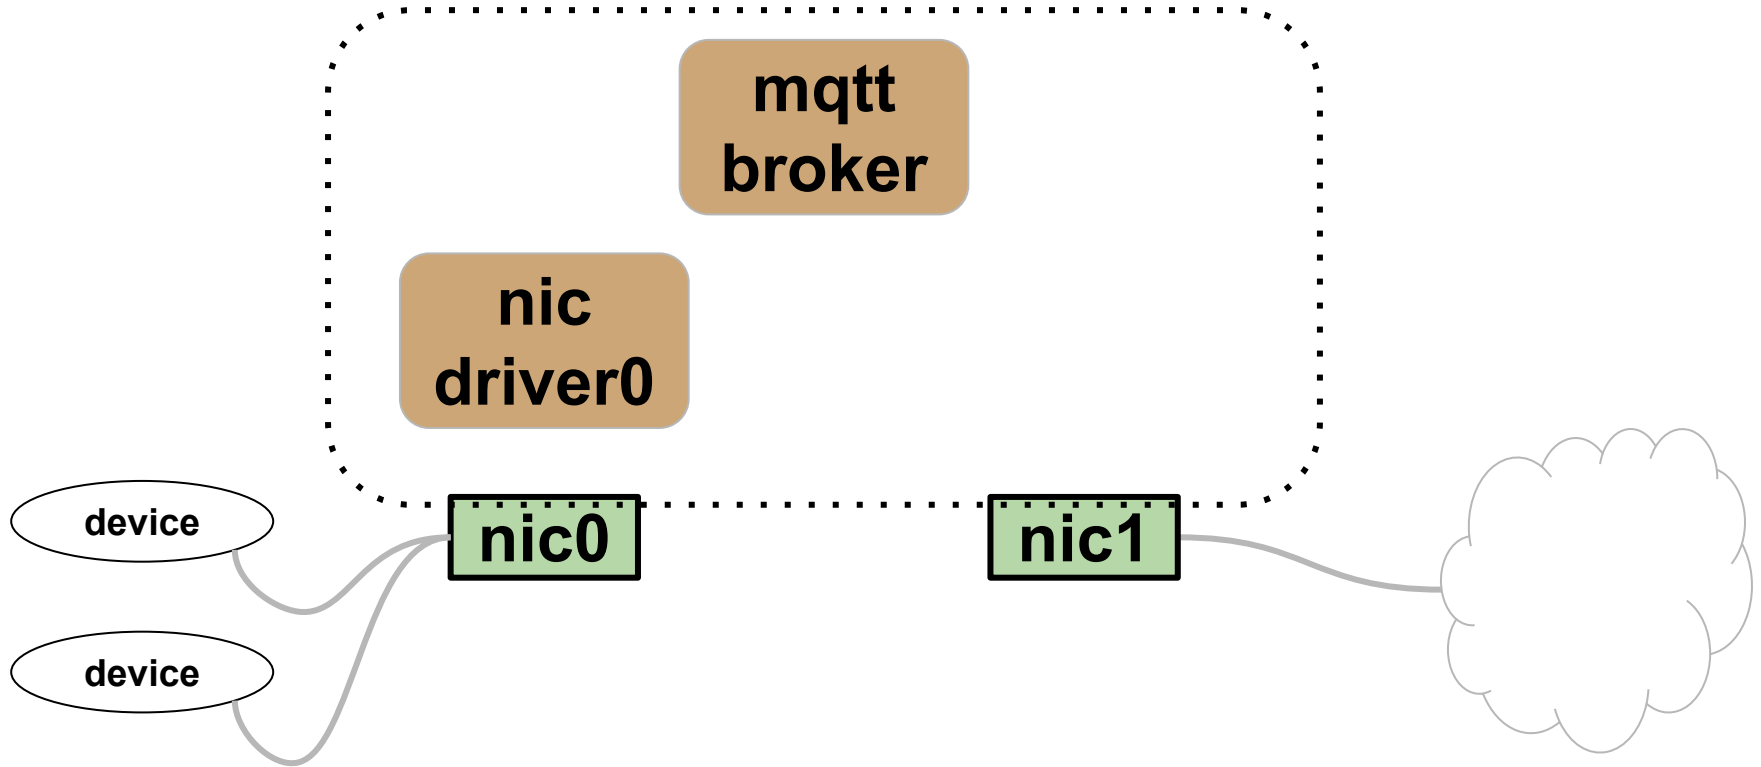 mqtt
broker
nic
driver0
device
nic0
nic1
device